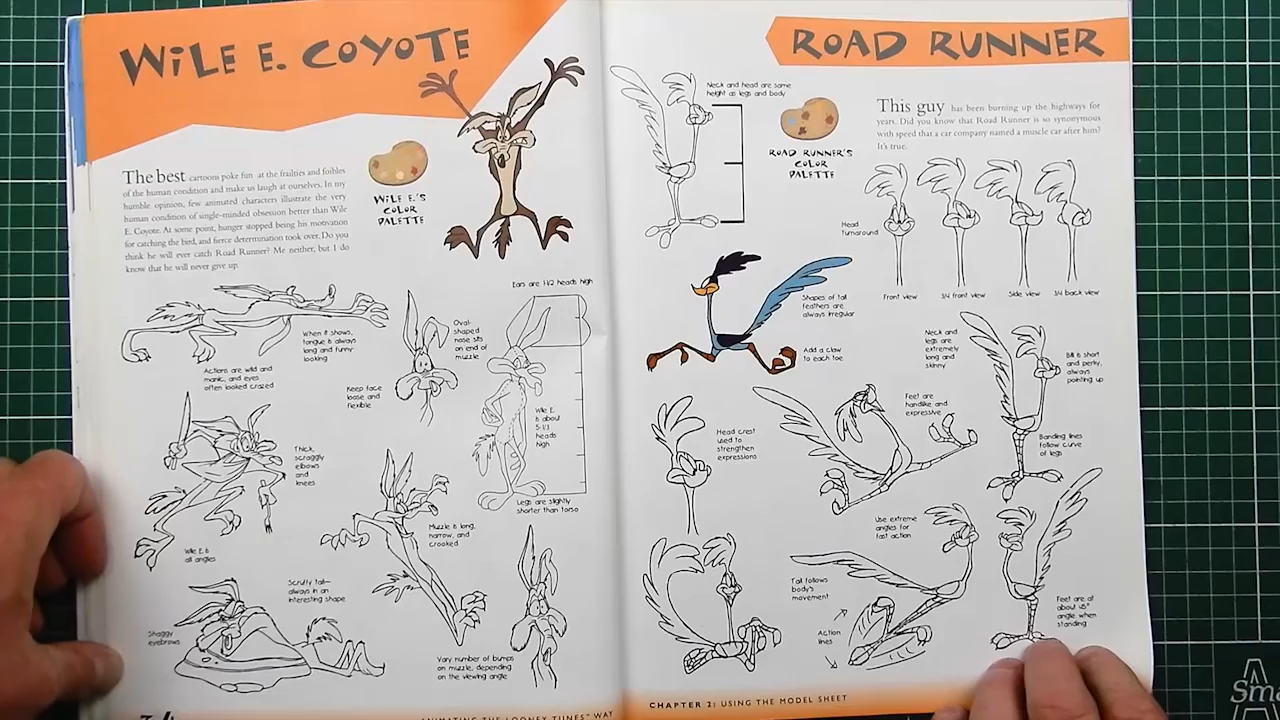 WILE E. COYOTE
The best cartoons poke fun at the frailties and foibles
of the human condition and make us laugh at ourselves. In my
humble opinion, few animated characters illustrate the very
human condition of single-minded obsession better than Wile
E. Coyote. At some point, hunger stopped being his motivation
for catching the bird, and fierce determination took over. Do you
think he will ever catch Road Runner? Me neither, but I do
know that he will never give up.
WILE E.'S
COLOR
PALETTE
Ears are 1-1/2 heads high
When it shows,
tongue is always
long and funny-
looking
Actions are wild and
manic, and eyes
often looked crazed
Oval-
shaped
nose sits
on end of
muzzle
Keep face
loose and
flexible
Wile E.
is about
5-1/3
heads
high
Legs are slightly
shorter than torso
Thick,
scraggly
elbows
and
knees
Wile E. is
all angles
Muzzle is long,
narrow, and
crooked
Scruffy tail—
always in an
interesting shape
Shaggy
eyebrows
Vary number of bumps
on muzzle, depending
on the viewing angle
34
ANIMATING THE LOONEY TUNES™ WAY
ROAD RUNNER
Neck and head are same
height as legs and body
ROAD RUNNER'S
COLOR
PALETTE
This guy has been burning up the highways for
years. Did you know that Road Runner is so synonymous
with speed that a car company named a muscle car after him?
It's true.
Head
turnaround
Front view
3/4 front view
Side view
3/4 back view
Shapes of tail
feathers are
always irregular
Add a claw
to each toe
Neck and
legs are
extremely
long and
skinny
Bill is short
and perky,
always
pointing up
Feet are
handlike and
expressive
Head crest
used to
strengthen
expressions
Banding lines
follow curve
of legs
Use extreme
angles for
fast action
Tail follows
body's
movement
Action
lines
Feet are at
about 45°
angle when
standing
CHAPTER 2: USING THE MODEL SHEET